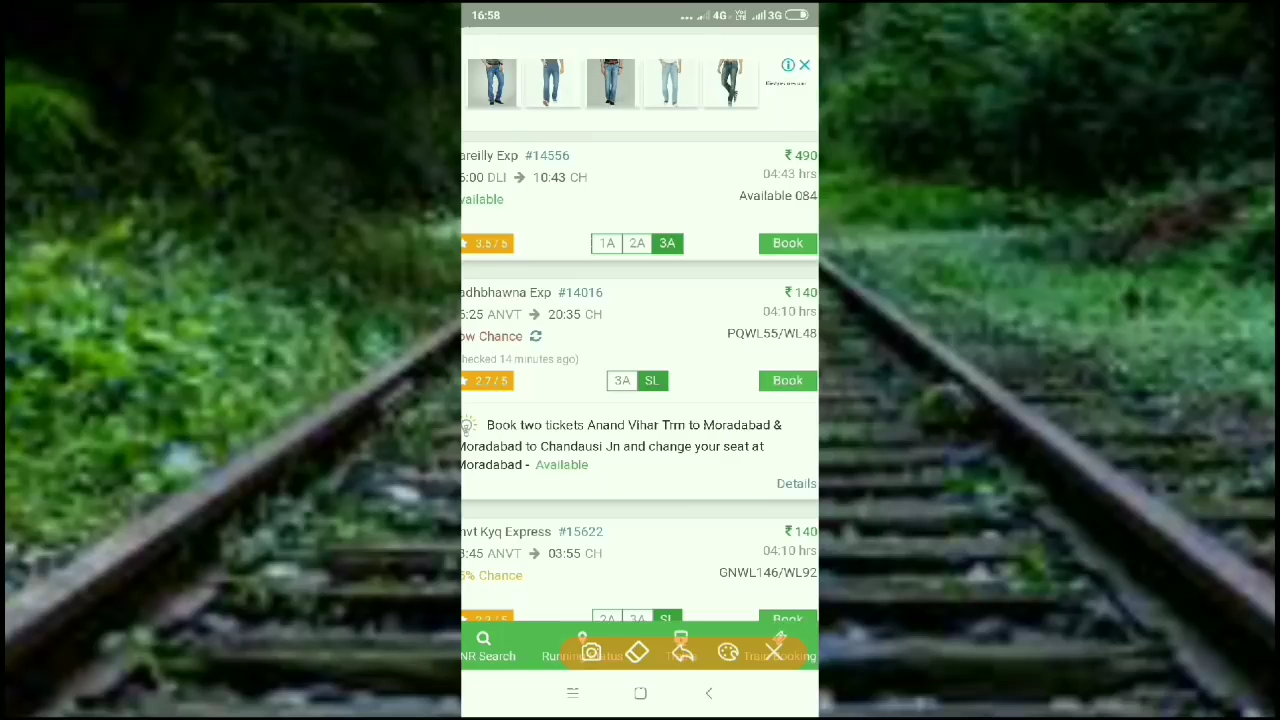 16:58 4G 3G
areilly Exp #14556 ₹ 490
6:00 DLI → 10:43 CH 04:43 hrs
vailable Available 084
3.5 / 5 1A 2A 3A Book
adhbhawna Exp #14016 ₹ 140
6:25 ANVT → 20:35 CH 04:10 hrs
ow Chance PQWL55/WL48
hecked 14 minutes ago)
2.7 / 5 3A SL Book
Book two tickets Anand Vihar Trm to Moradabad &
Moradabad to Chandausi Jn and change your seat at
Moradabad - Available
Details
nvt Kyq Express #15622 ₹ 140
:45 ANVT → 03:55 CH 04:10 hrs
% Chance GNWL146/WL92
2A 3A SL Book
NR Search